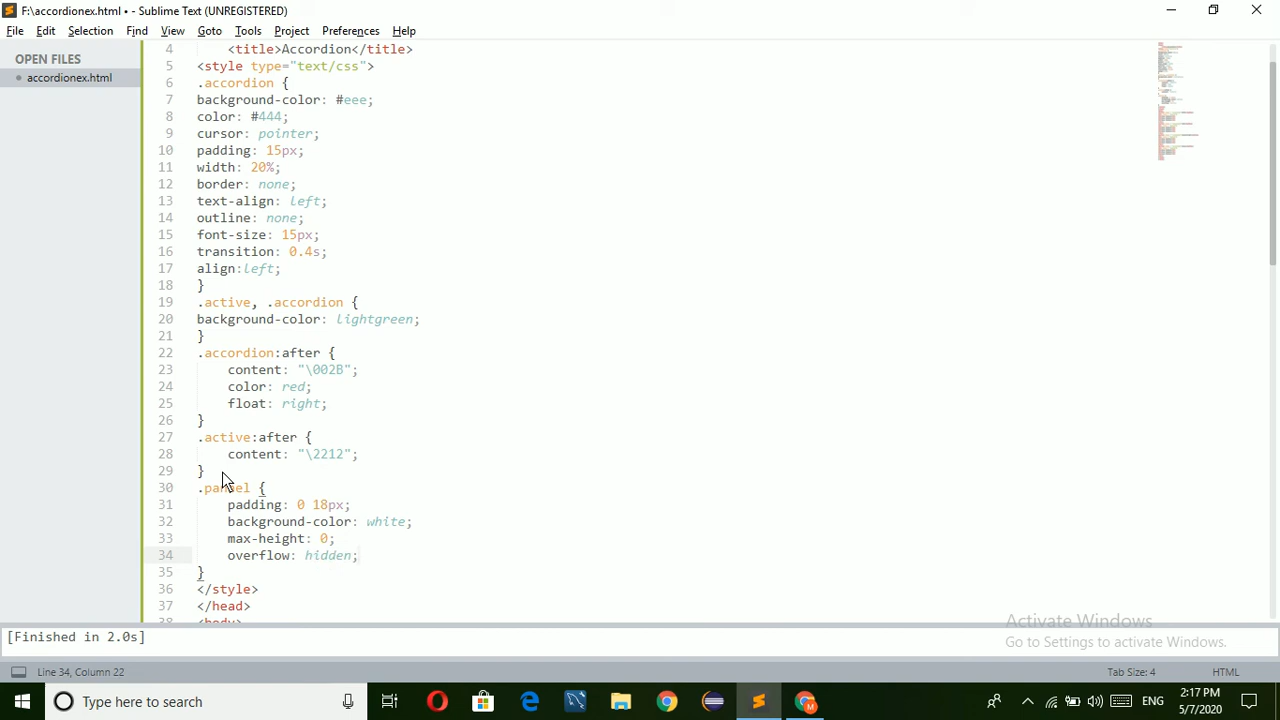 F:\accordionex.html • - Sublime Text (UNREGISTERED)
File Edit Selection Find View Goto Tools Project Preferences Help
OPEN FILES
accordionex.html
4 <title>Accordion</title>
5 <style type="text/css">
6 .accordion {
7 background-color: #eee;
8 color: #444;
9 cursor: pointer;
10 padding: 15px;
11 width: 20%;
12 border: none;
13 text-align: left;
14 outline: none;
15 font-size: 15px;
16 transition: 0.4s;
17 align:left;
18 }
19 .active, .accordion {
20 background-color: lightgreen;
21 }
22 .accordion:after {
23 content: "\002B";
24 color: red;
25 float: right;
26 }
27 .active:after {
28 content: "\2212";
29 }
30 {
31 padding: 0 18px;
32 background-color: white;
33 max-height: 0;
34 overflow: hidden;
35 }
36 </style>
37 </head>
38 <body>
[Finished in 2.0s]
Activate Windows
Go to Settings to activate Windows.
Line 34, Column 22
Tab Size: 4
HTML
Type here to search
ENG
2:17 PM
5/7/2020